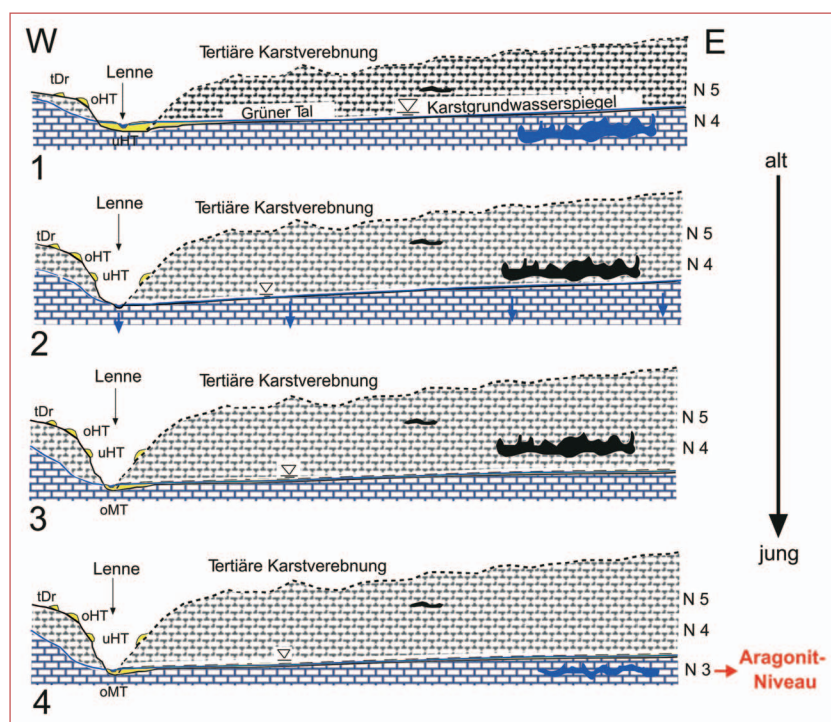 W
E
Tertiäre Karstverebnung
Lenne
tDr
oHT
N 5
Grüner Tal
Karstgrundwasserspiegel
N 4
uHT
1
alt
Lenne
Tertiäre Karstverebnung
tDr
N 5
oHT
N 4
uHT
2
Lenne
Tertiäre Karstverebnung
tDr
N 5
oHT
N 4
uHT
oMT
3
jung
Lenne
Tertiäre Karstverebnung
tDr
N 5
oHT
N 4
uHT
N 3
Aragonit-
Niveau
oMT
4